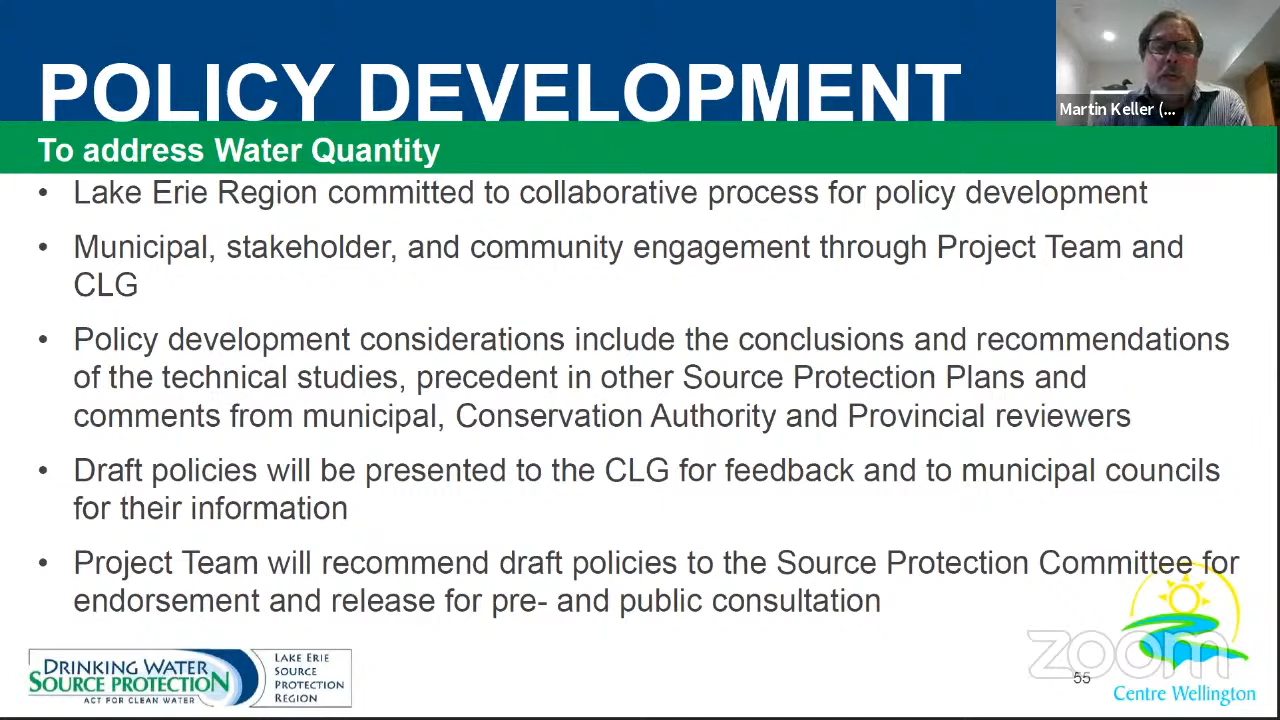 POLICY DEVELOPMENT
Martin Keller (...
To address Water Quantity
• Lake Erie Region committed to collaborative process for policy development
• Municipal, stakeholder, and community engagement through Project Team and
CLG
• Policy development considerations include the conclusions and recommendations
of the technical studies, precedent in other Source Protection Plans and
comments from municipal, Conservation Authority and Provincial reviewers
• Draft policies will be presented to the CLG for feedback and to municipal councils
for their information
• Project Team will recommend draft policies to the Source Protection Committee for
endorsement and release for pre- and public consultation
DRINKING WATER
SOURCE PROTECTION
ACT FOR CLEAN WATER
LAKE ERIE
SOURCE
PROTECTION
REGION
zoom
55
Centre Wellington